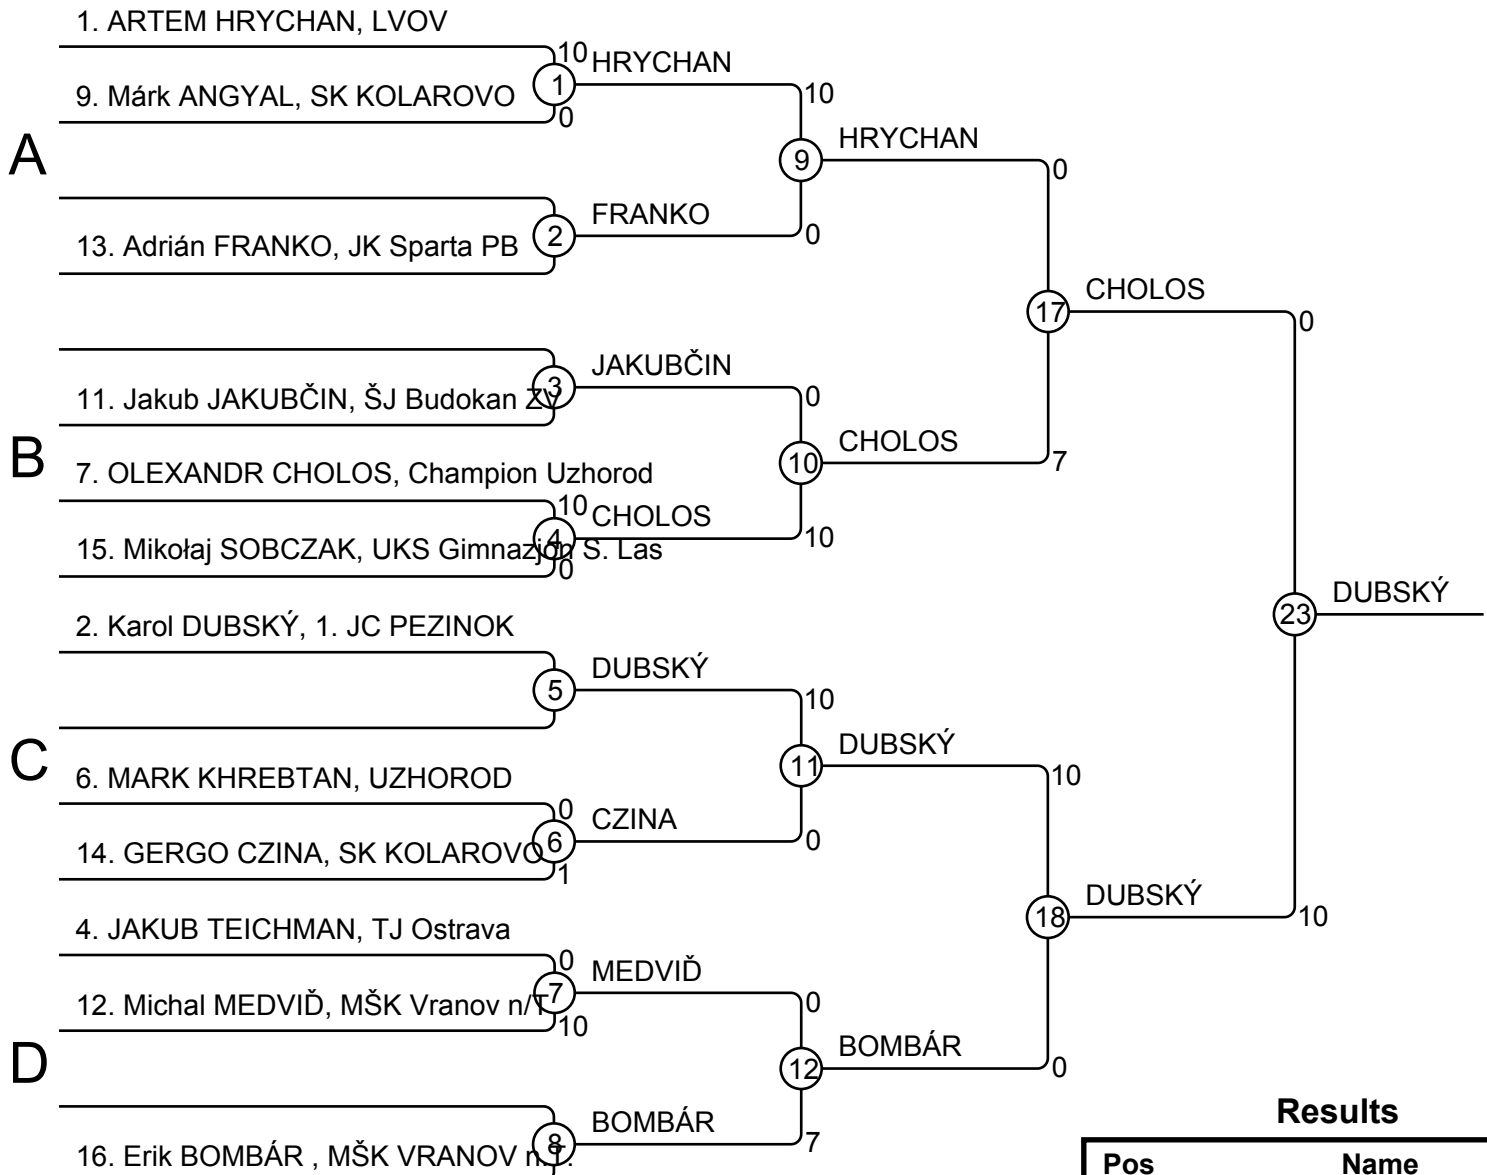 1. ARTEM HRYCHAN, LVOV
10
HRYCHAN
1
9. Márk ANGYAL, SK KOLAROVO
0
10
A
HRYCHAN
9
0
FRANKO
2
13. Adrián FRANKO, JK Sparta PB
0
CHOLOS
17
0
JAKUBČIN
3
11. Jakub JAKUBČIN, ŠJ Budokan ZV
0
B
CHOLOS
10
7
7. OLEXANDR CHOLOS, Champion Uzhorod
10
CHOLOS
4
15. Mikołaj SOBCZAK, UKS Gimnazjon S. Las
0
10
DUBSKÝ
23
2. Karol DUBSKÝ, 1. JC PEZINOK
DUBSKÝ
5
10
C
DUBSKÝ
11
10
6. MARK KHREBTAN, UZHOROD
0
CZINA
6
14. GERGO CZINA, SK KOLAROVO
1
0
DUBSKÝ
18
10
4. JAKUB TEICHMAN, TJ Ostrava
0
MEDVIĎ
7
12. Michal MEDVIĎ, MŠK Vranov n/T
10
0
D
BOMBÁR
12
0
BOMBÁR
8
16. Erik BOMBÁR , MŠK VRANOV n.T.
7
Results
Pos Name